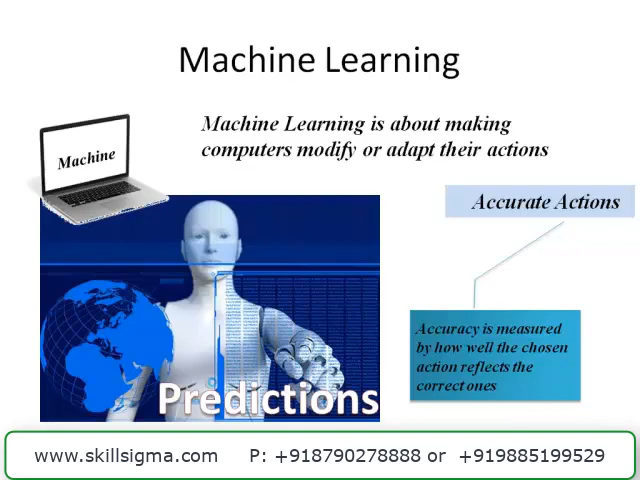 Machine Learning
Machine Learning is about making
computers modify or adapt their actions
Machine
Accurate Actions
Accuracy is measured
by how well the chosen
action reflects the
correct ones
Predictions
www.skillsigma.com P: +918790278888 or +919885199529